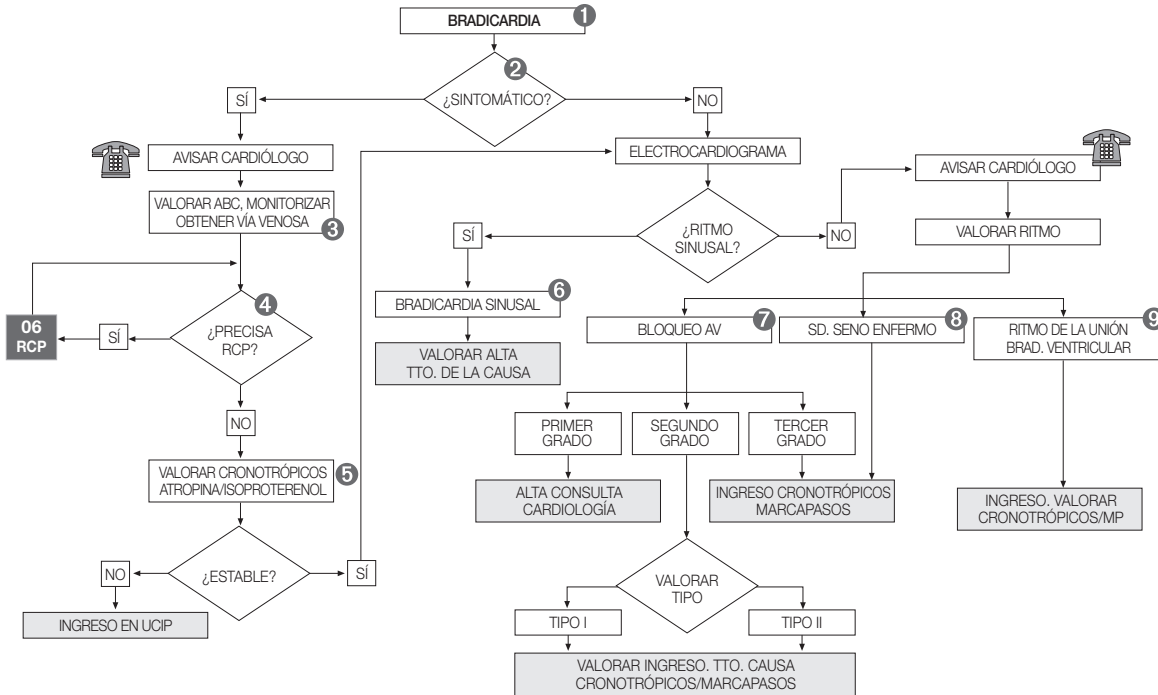 BRADICARDIA
1
2
¿SINTOMÁTICO?
SÍ
NO
AVISAR CARDIÓLOGO
VALORAR ABC, MONITORIZAR
OBTENER VÍA VENOSA
3
4
¿PRECISA
RCP?
SÍ
06
RCP
NO
VALORAR CRONOTRÓPICOS
ATROPINA/ISOPROTERENOL
5
¿ESTABLE?
NO
SÍ
INGRESO EN UCIP
ELECTROCARDIOGRAMA
¿RITMO
SINUSAL?
SÍ
NO
BRADICARDIA SINUSAL
6
VALORAR ALTA
TTO. DE LA CAUSA
AVISAR CARDIÓLOGO
VALORAR RITMO
BLOQUEO AV
7
SD. SENO ENFERMO
8
RITMO DE LA UNIÓN
BRAD. VENTRICULAR
9
PRIMER
GRADO
SEGUNDO
GRADO
TERCER
GRADO
ALTA CONSULTA
CARDIOLOGÍA
INGRESO CRONOTRÓPICOS
MARCAPASOS
INGRESO. VALORAR
CRONOTRÓPICOS/MP
VALORAR
TIPO
TIPO I
TIPO II
VALORAR INGRESO. TTO. CAUSA
CRONOTRÓPICOS/MARCAPASOS